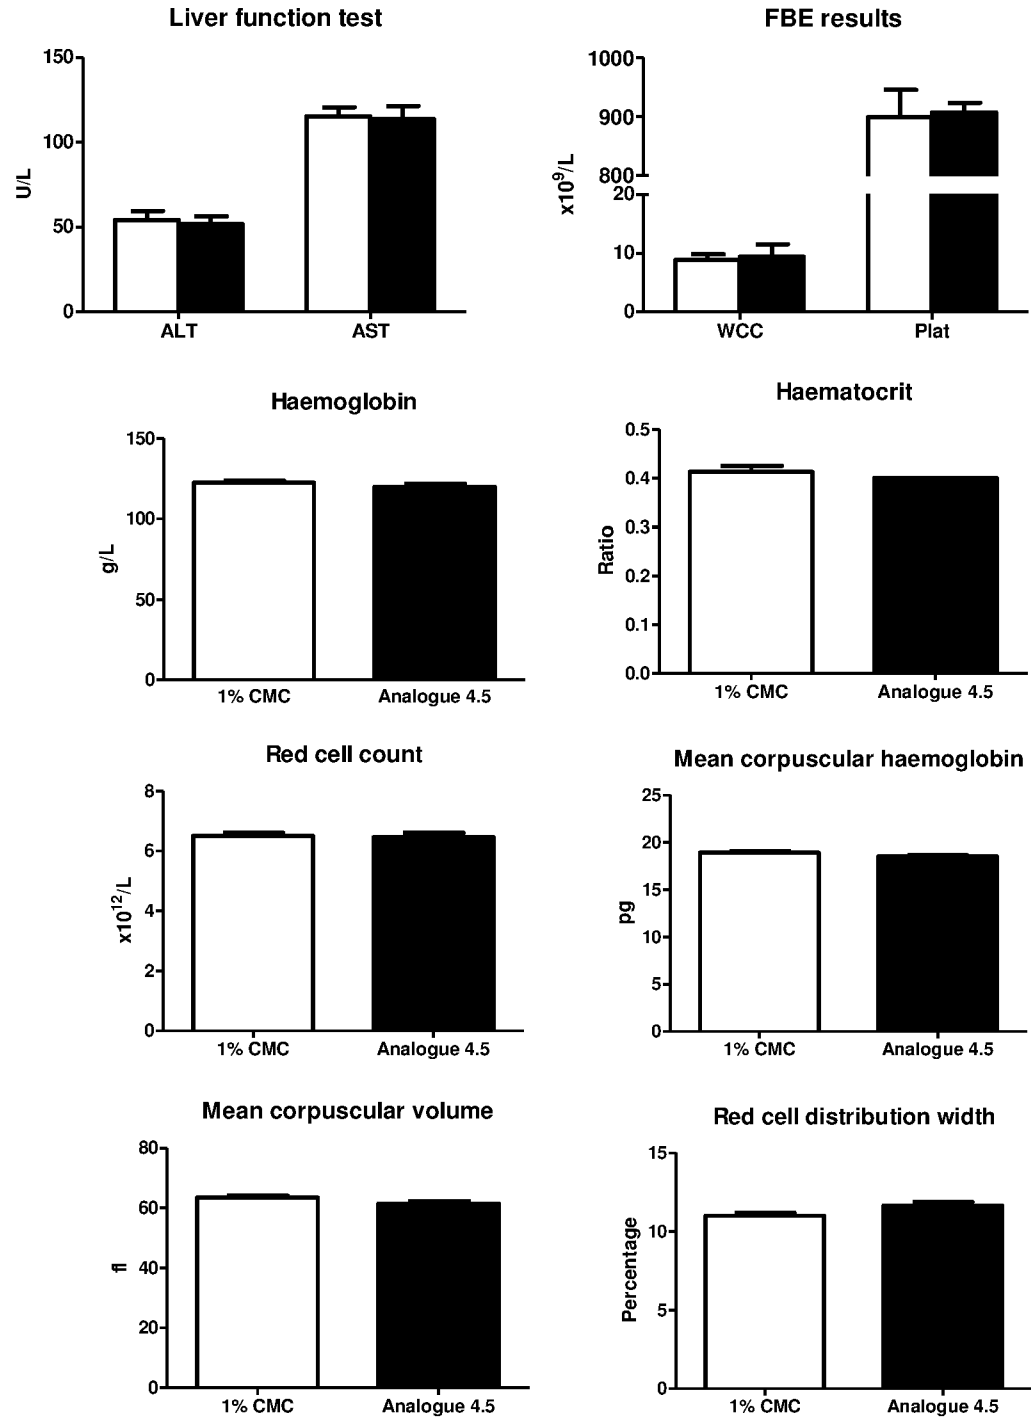 Liver function test
150
100
50
0
U/L
ALT
AST
FBE results
1000
900
800
20
10
0
x10⁹/L
WCC
Plat
Haemoglobin
150
100
50
0
g/L
1% CMC
Analogue 4.5
Haematocrit
0.5
0.4
0.3
0.2
0.1
0.0
Ratio
1% CMC
Analogue 4.5
Red cell count
8
6
4
2
0
x10¹²/L
1% CMC
Analogue 4.5
Mean corpuscular haemoglobin
25
20
15
10
5
0
pg
1% CMC
Analogue 4.5
Mean corpuscular volume
80
60
40
20
0
fl
1% CMC
Analogue 4.5
Red cell distribution width
15
10
5
0
Percentage
1% CMC
Analogue 4.5